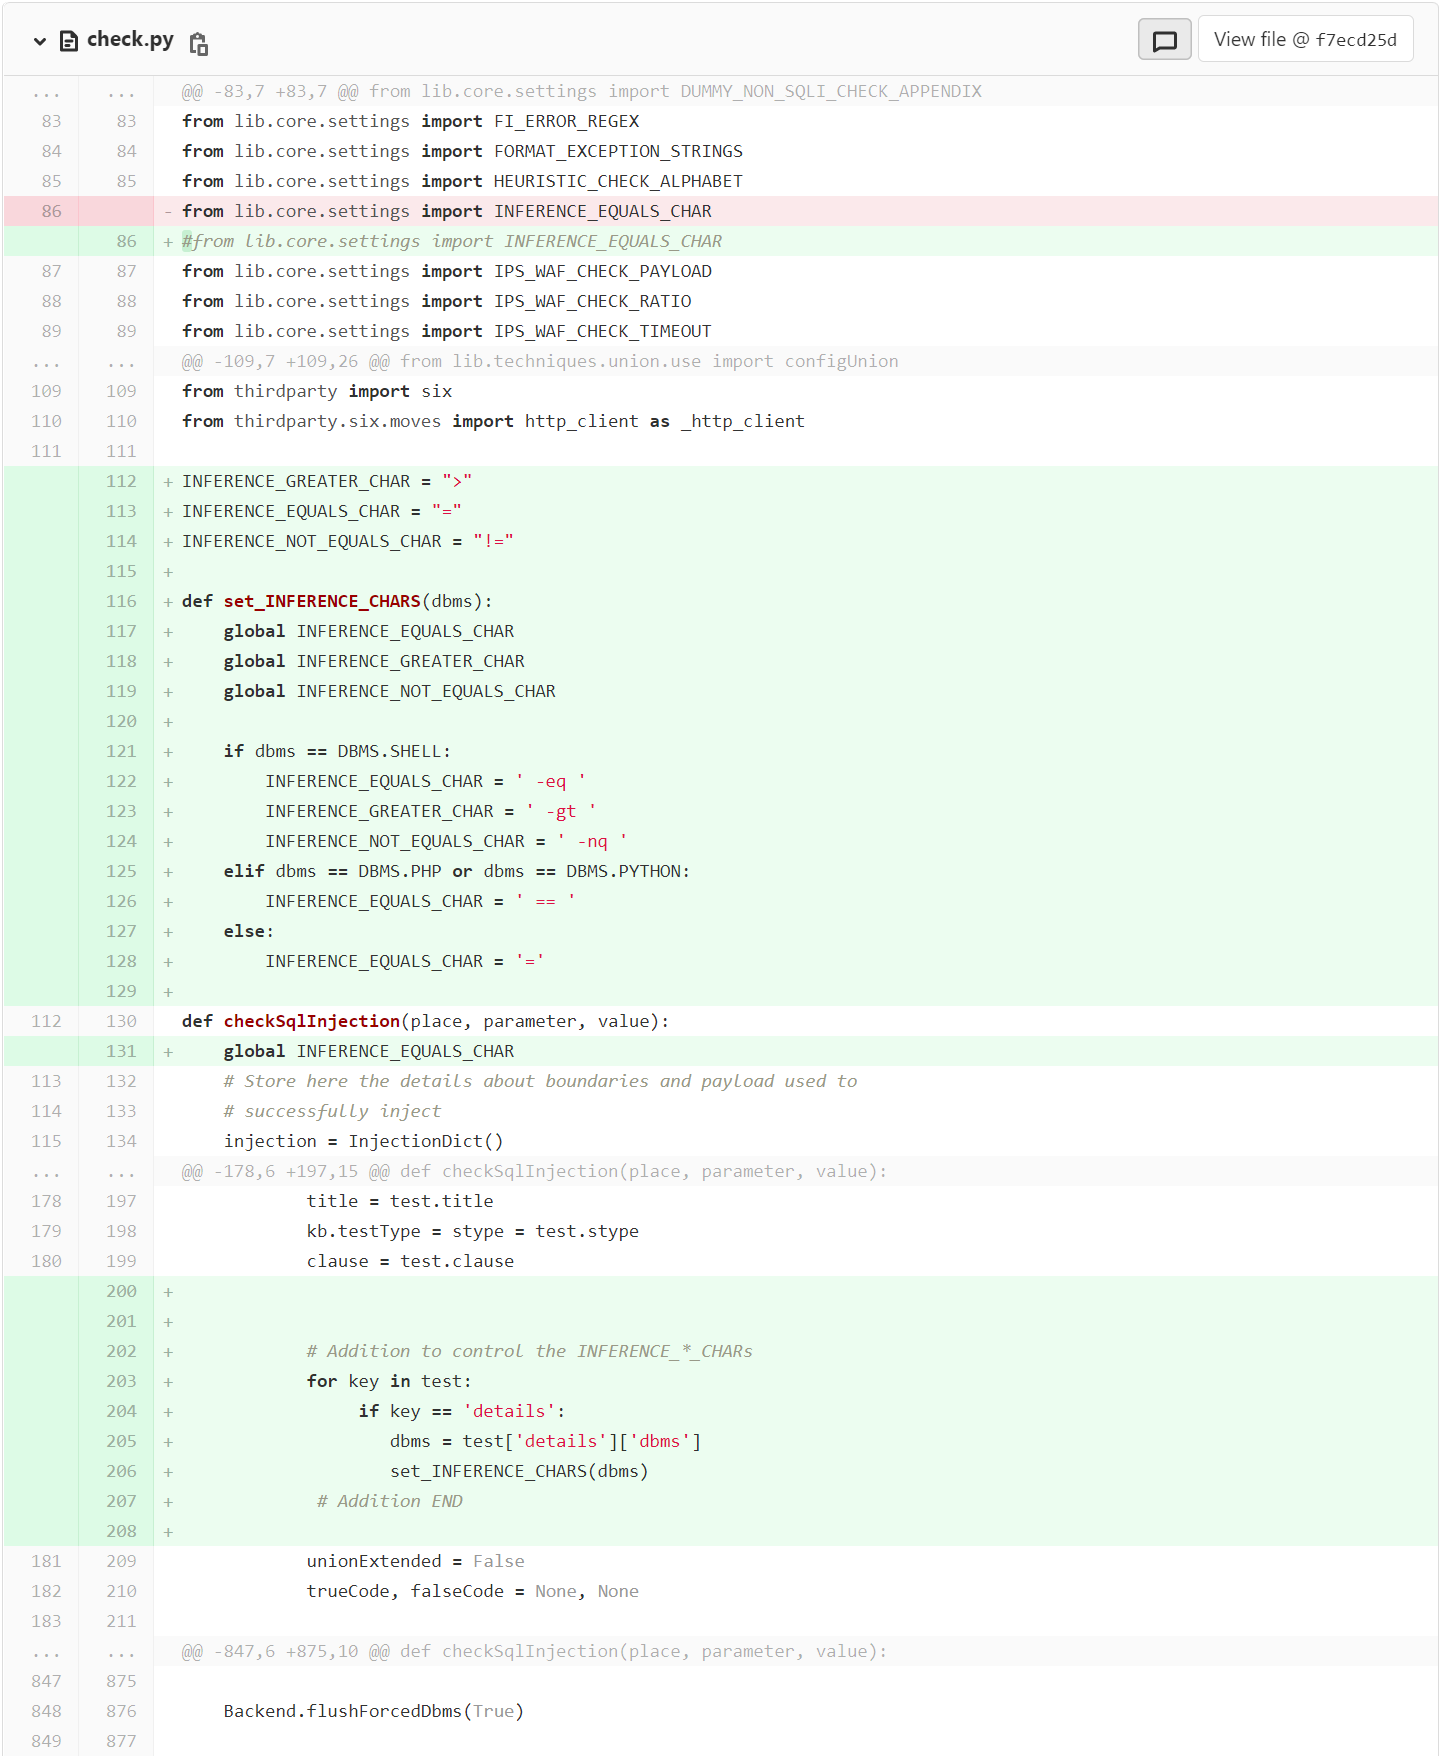 check.py View file @ f7ecd25d
... ... @@ -83,7 +83,7 @@ from lib.core.settings import DUMMY_NON_SQLI_CHECK_APPENDIX
83 83 from lib.core.settings import FI_ERROR_REGEX
84 84 from lib.core.settings import FORMAT_EXCEPTION_STRINGS
85 85 from lib.core.settings import HEURISTIC_CHECK_ALPHABET
86 - from lib.core.settings import INFERENCE_EQUALS_CHAR
86 + #from lib.core.settings import INFERENCE_EQUALS_CHAR
87 87 from lib.core.settings import IPS_WAF_CHECK_PAYLOAD
88 88 from lib.core.settings import IPS_WAF_CHECK_RATIO
89 89 from lib.core.settings import IPS_WAF_CHECK_TIMEOUT
... ... @@ -109,7 +109,26 @@ from lib.techniques.union.use import configUnion
109 109 from thirdparty import six
110 110 from thirdparty.six.moves import http_client as _http_client
111 111
112 + INFERENCE_GREATER_CHAR = ">"
113 + INFERENCE_EQUALS_CHAR = "="
114 + INFERENCE_NOT_EQUALS_CHAR = "!="
115 +
116 + def set_INFERENCE_CHARS(dbms):
117 + global INFERENCE_EQUALS_CHAR
118 + global INFERENCE_GREATER_CHAR
119 + global INFERENCE_NOT_EQUALS_CHAR
120 +
121 + if dbms == DBMS.SHELL:
122 + INFERENCE_EQUALS_CHAR = ' -eq '
123 + INFERENCE_GREATER_CHAR = ' -gt '
124 + INFERENCE_NOT_EQUALS_CHAR = ' -nq '
125 + elif dbms == DBMS.PHP or dbms == DBMS.PYTHON:
126 + INFERENCE_EQUALS_CHAR = ' == '
127 + else:
128 + INFERENCE_EQUALS_CHAR = '='
129 +
112 130 def checkSqlInjection(place, parameter, value):
131 + global INFERENCE_EQUALS_CHAR
113 132 # Store here the details about boundaries and payload used to
114 133 # successfully inject
115 134 injection = InjectionDict()
... ... @@ -178,6 +197,15 @@ def checkSqlInjection(place, parameter, value):
178 197 title = test.title
179 198 kb.testType = stype = test.stype
180 199 clause = test.clause
200 +
201 +
202 + # Addition to control the INFERENCE_*_CHARs
203 + for key in test:
204 + if key == 'details':
205 + dbms = test['details']['dbms']
206 + set_INFERENCE_CHARS(dbms)
207 + # Addition END
208 +
181 209 unionExtended = False
182 210 trueCode, falseCode = None, None
183 211
... ... @@ -847,6 +875,10 @@ def checkSqlInjection(place, parameter, value):
847 875
848 876 Backend.flushForcedDbms(True)
849 877